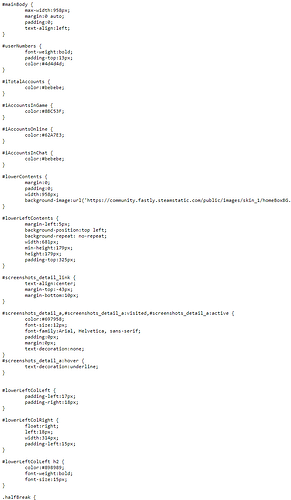 #mainBody {
max-width:958px;
margin:0 auto;
padding:0;
text-align:left;
}
#userNumbers {
font-weight:bold;
padding-top:13px;
color:#4d4d4d;
}
#iTotalAccounts {
color:#bebebe;
}
#iAccountsInGame {
color:#8BC53F;
}
#iAccountsOnline {
color:#62A7E3;
}
#iAccountsInChat {
color:#bebebe;
}
#lowerContents {
margin:0;
padding:0;
width:958px;
background-image:url('https://community.fastly.steamstatic.com/public/images/skin_1/homeBoxBG.
}
#lowerLeftContents {
margin-left:5px;
background-position:top left;
background-repeat: no-repeat;
width:681px;
min-height:179px;
height:179px;
padding-top:325px;
}
#screenshots_detail_link {
text-align:center;
margin-top:-43px;
margin-bottom:10px;
}
#screenshots_detail_a,#screenshots_detail_a:visited,#screenshots_detail_a:active {
color:#897958;
font-size:12px;
font-family:Arial, Helvetica, sans-serif;
padding:0px;
margin:0px;
text-decoration:none;
}
#screenshots_detail_a:hover {
text-decoration:underline;
}
#lowerLeftColLeft {
padding-left:17px;
padding-right:18px;
}
#lowerLeftColRight {
float:right;
left:18px;
width:314px;
padding-left:15px;
}
#lowerLeftColLeft h2 {
color:#898989;
font-weight:bold;
font-size:15px;
}
.halfBreak {